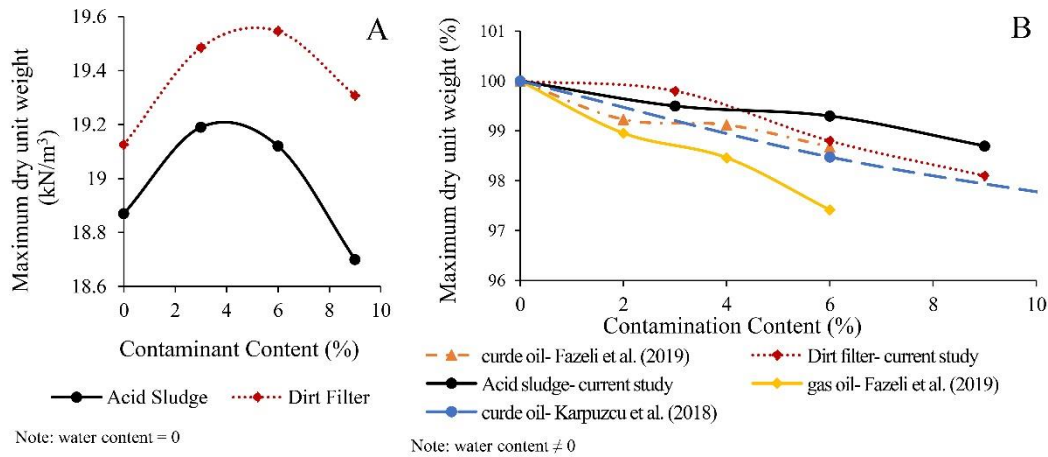 A
19.6
19.4
19.2
19
18.8
18.6
0
2
4
6
8
10
Maximum dry unit weight
(kN/m³)
Contaminant Content (%)
Acid Sludge
Dirt Filter
Note: water content = 0
B
101
100
99
98
97
96
0
2
4
6
8
10
Maximum dry unit weight (%)
Contamination Content (%)
curde oil- Fazeli et al. (2019)
Dirt filter- current study
Acid sludge- current study
gas oil- Fazeli et al. (2019)
curde oil- Karpuzcu et al. (2018)
Note: water content ≠ 0